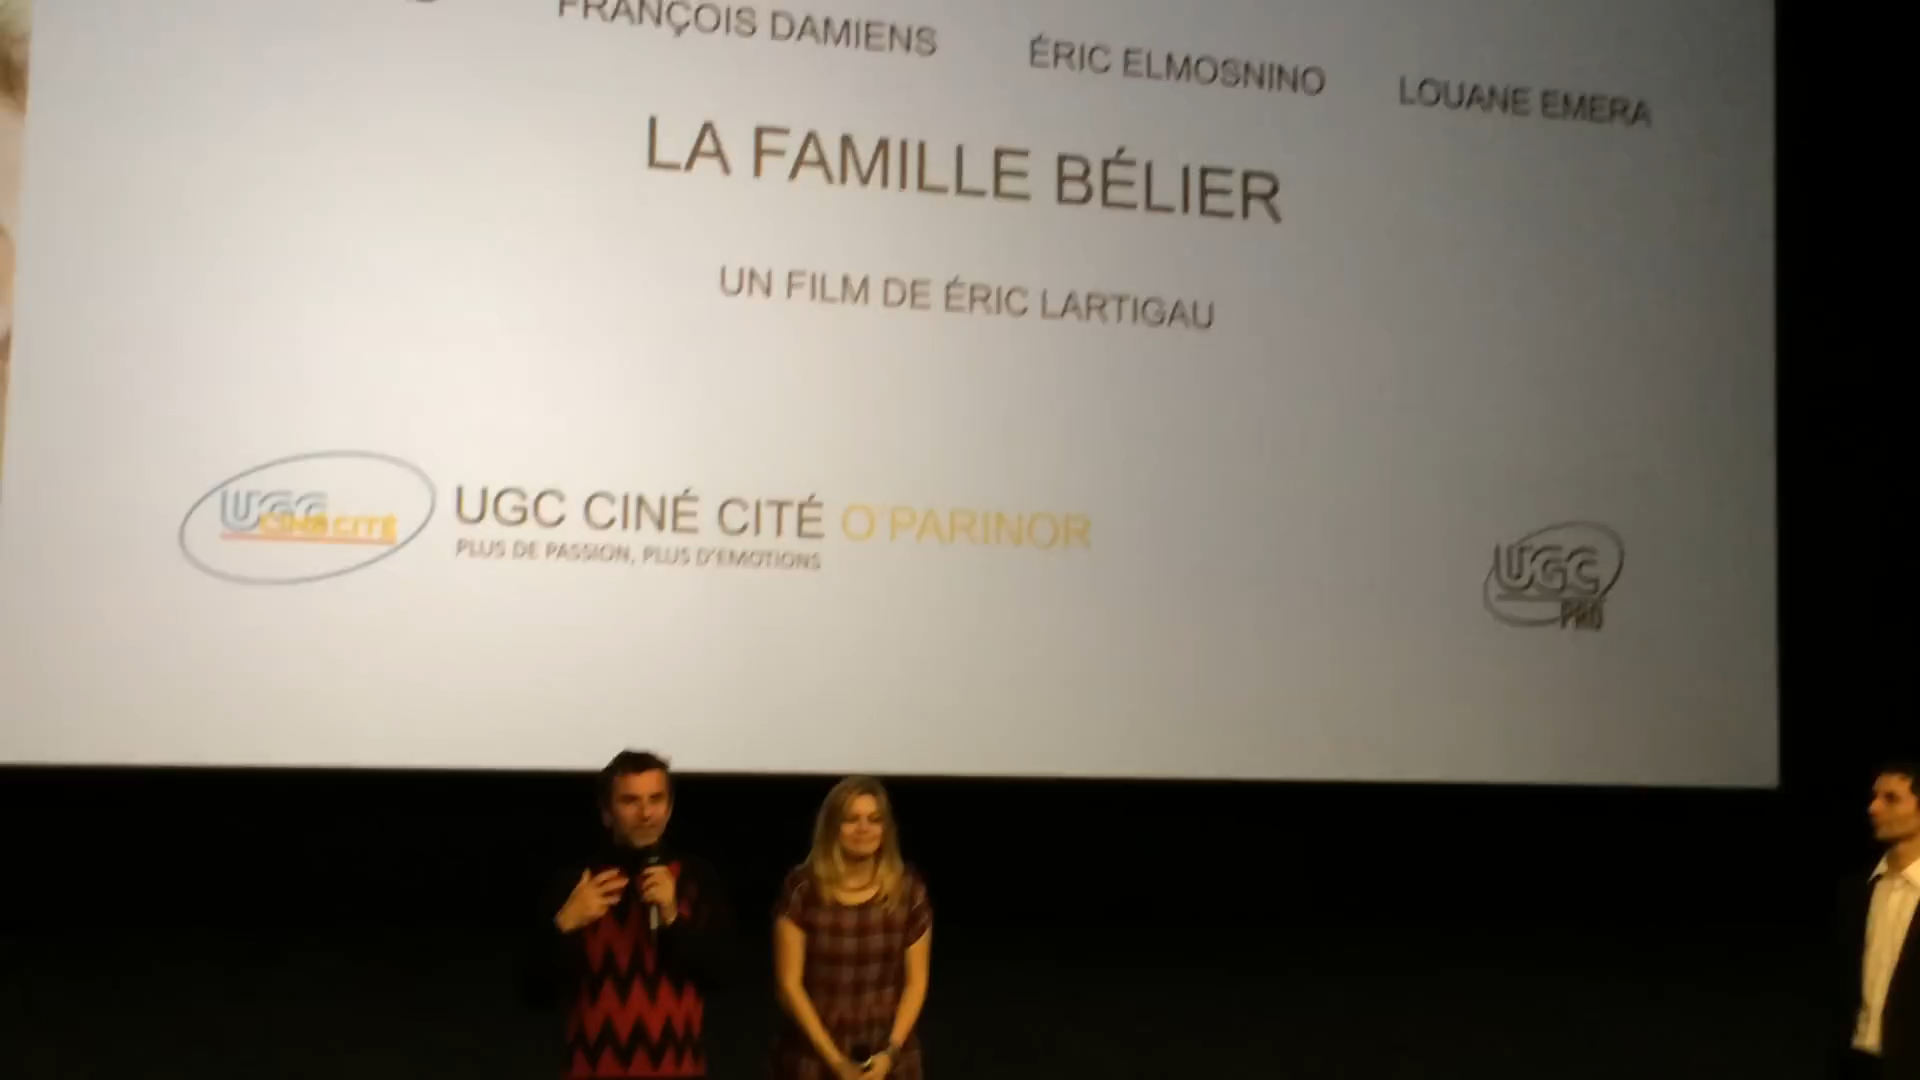 FRANÇOIS DAMIENS ÉRIC ELMOSNINO LOUANE EMERA
LA FAMILLE BÉLIER
UN FILM DE ÉRIC LARTIGAU
UGC CINÉ CITÉ
UGC CINÉ CITÉ O'PARINOR
PLUS DE PASSION, PLUS D'EMOTIONS
UGC
PRO